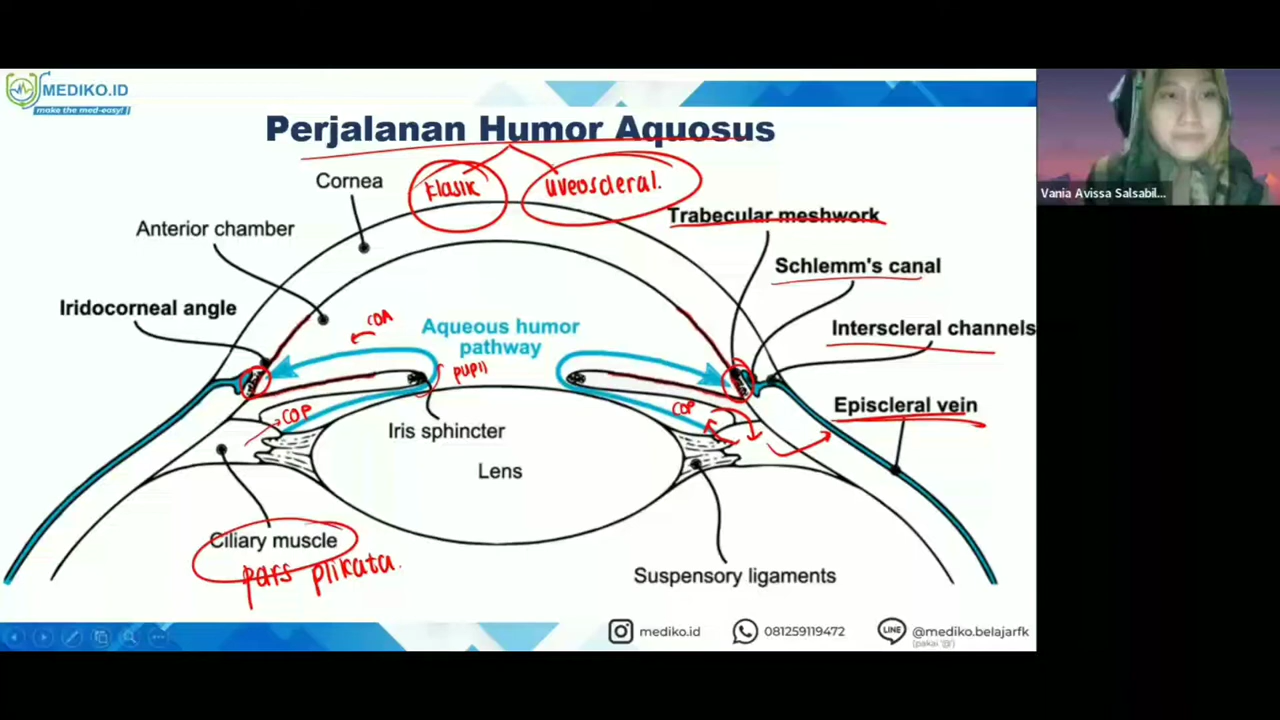 MEDIKO.ID
make the med-easy!
Perjalanan Humor Aquosus
klasik
uveoscleral.
Cornea
Trabecular meshwork
Anterior chamber
Schlemm's canal
Iridocorneal angle
COA
Aqueous humor
pathway
Interscleral channels
pupil
COP
COP
Episcleral vein
Iris sphincter
Lens
Ciliary muscle
pars plikata.
Suspensory ligaments
mediko.id
081259119472
LINE
@mediko.belajarfk
(pakai '@')
Vania Avissa Salsabil...